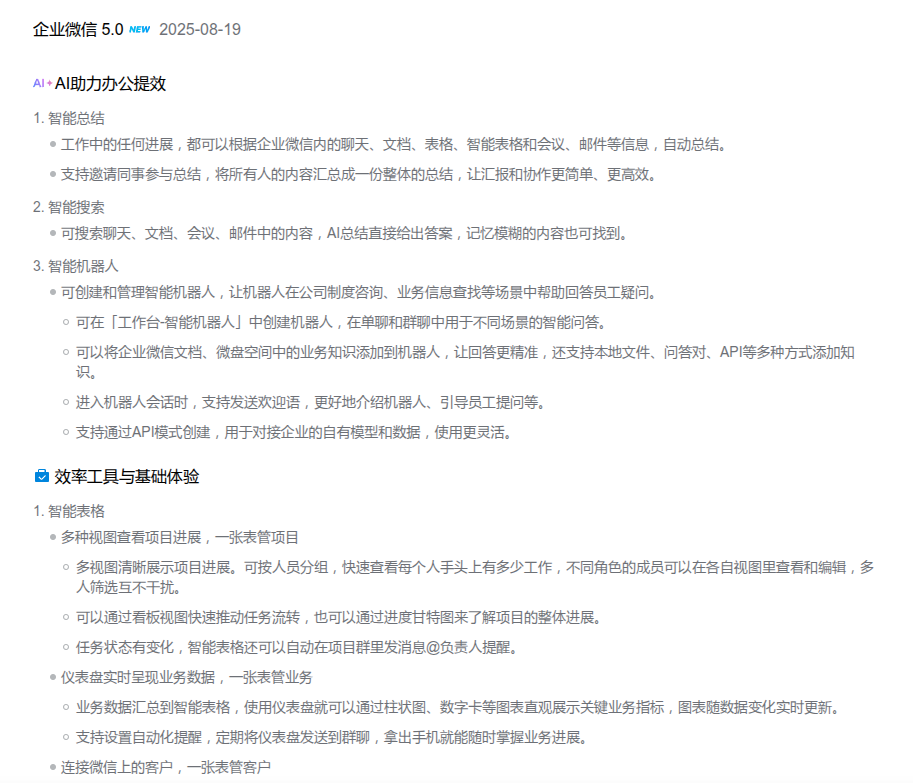 企业微信 5.0 NEW 2025-08-19
AI AI助力办公提效
1. 智能总结
工作中的任何进展，都可以根据企业微信内的聊天、文档、表格、智能表格和会议、邮件等信息，自动总结。
支持邀请同事参与总结，将所有人的内容汇总成一份整体的总结，让汇报和协作更简单、更高效。
2. 智能搜索
可搜索聊天、文档、会议、邮件中的内容，AI总结直接给出答案，记忆模糊的内容也可找到。
3. 智能机器人
可创建和管理智能机器人，让机器人在公司制度咨询、业务信息查找等场景中帮助回答员工疑问。
可在「工作台-智能机器人」中创建机器人，在单聊和群聊中用于不同场景的智能问答。
可以将企业微信文档、微盘空间中的业务知识添加到机器人，让回答更精准，还支持本地文件、问答对、API等多种方式添加知
识。
进入机器人会话时，支持发送欢迎语，更好地介绍机器人、引导员工提问等。
支持通过API模式创建，用于对接企业的自有模型和数据，使用更灵活。
效率工具与基础体验
1. 智能表格
多种视图查看项目进展，一张表管项目
多视图清晰展示项目进展。可按人员分组，快速查看每个人手头上有多少工作，不同角色的成员可以在各自视图里查看和编辑，多
人筛选互不干扰。
可以通过看板视图快速推动任务流转，也可以通过进度甘特图来了解项目的整体进展。
任务状态有变化，智能表格还可以自动在项目群里发消息@负责人提醒。
仪表盘实时呈现业务数据，一张表管业务
业务数据汇总到智能表格，使用仪表盘就可以通过柱状图、数字卡等图表直观展示关键业务指标，图表随数据变化实时更新。
支持设置自动化提醒，定期将仪表盘发送到群聊，拿出手机就能随时掌握业务进展。
连接微信上的客户，一张表管客户